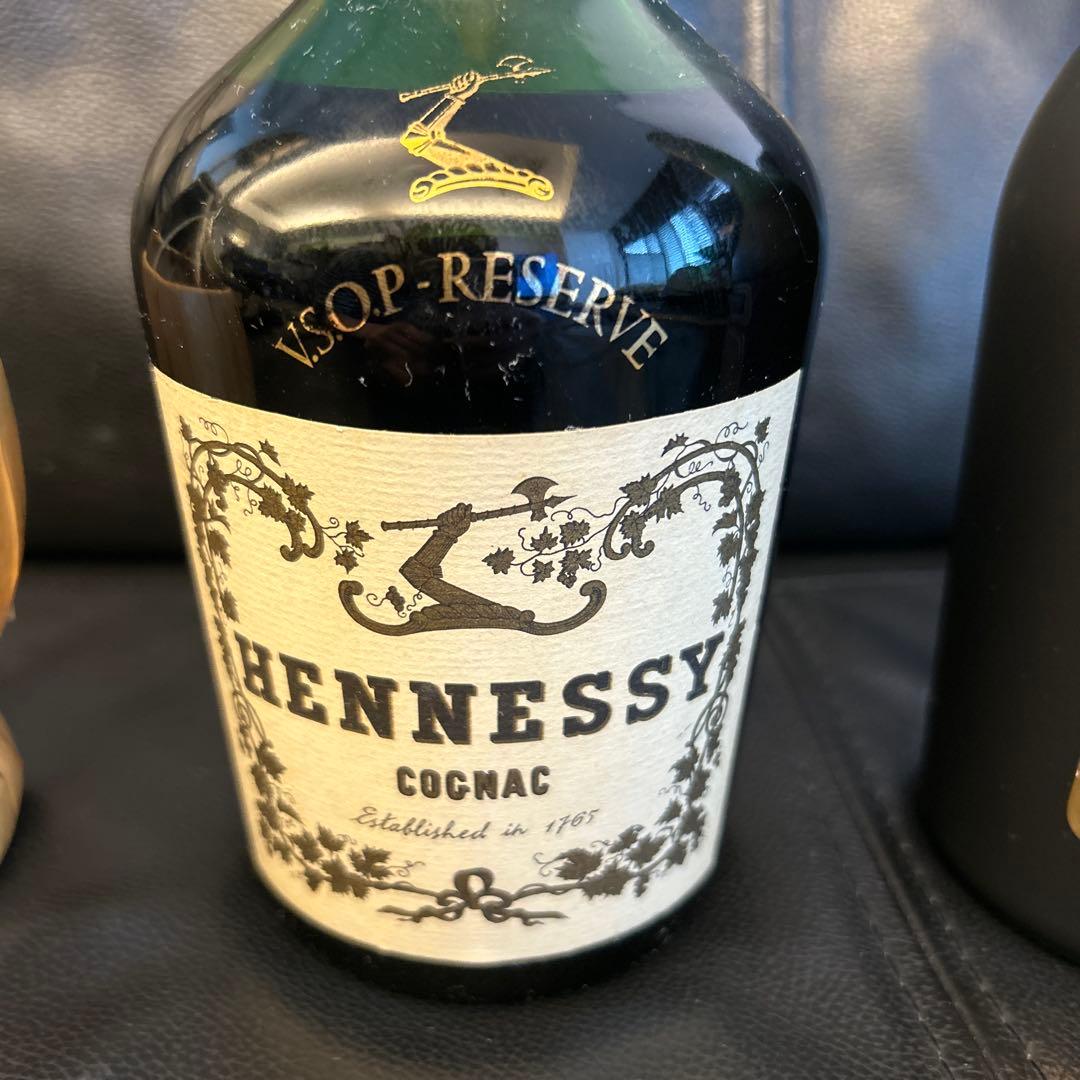 V.S.O.P-RESERVE
HENNESSY
COGNAC
Established in 1765